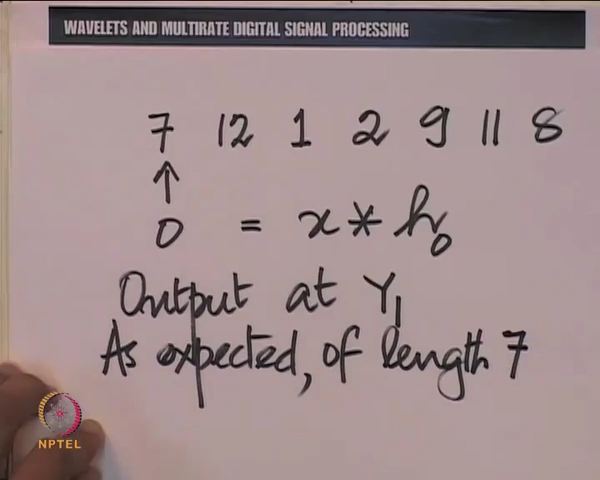 WAVELETS AND MULTIRATE DIGITAL SIGNAL PROCESSING
7 12 1 2 9 11 8
↑
0 = x * h₀
Output at Y₁
As expected, of length 7
NPTEL